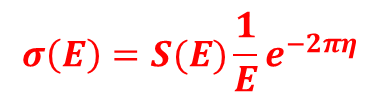 σ(E) = S(E) 1/E e^{-2πη}